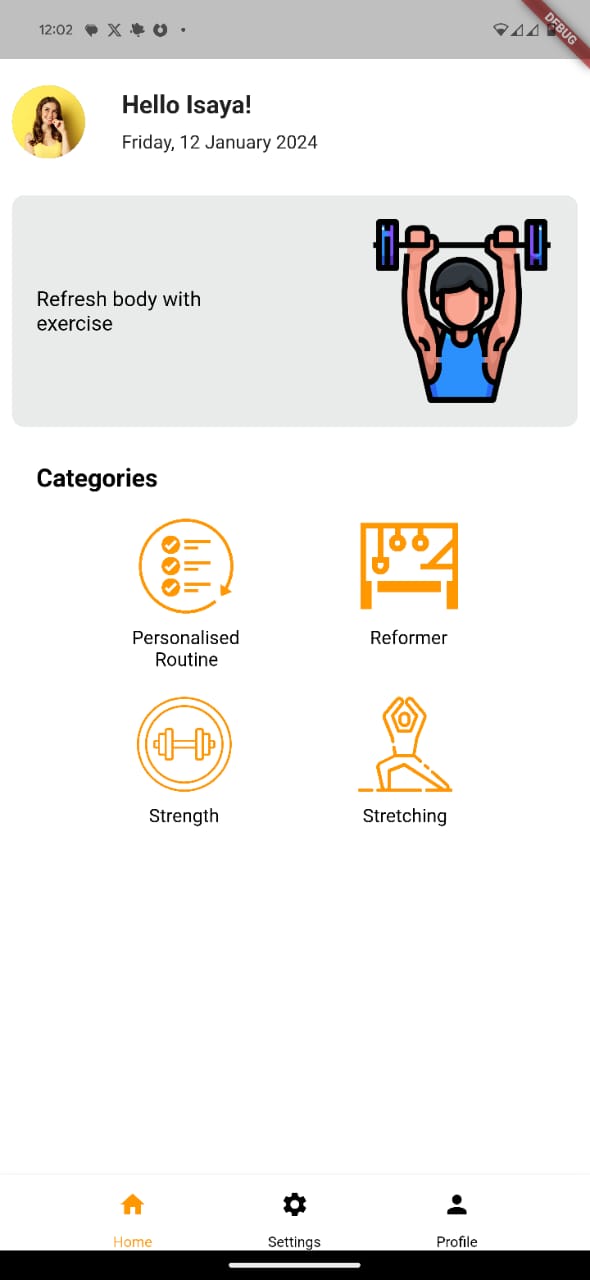 12:02
DEBUG
Hello Isaya!
Friday, 12 January 2024
Refresh body with
exercise
Categories
Personalised
Routine
Reformer
Strength
Stretching
Home
Settings
Profile